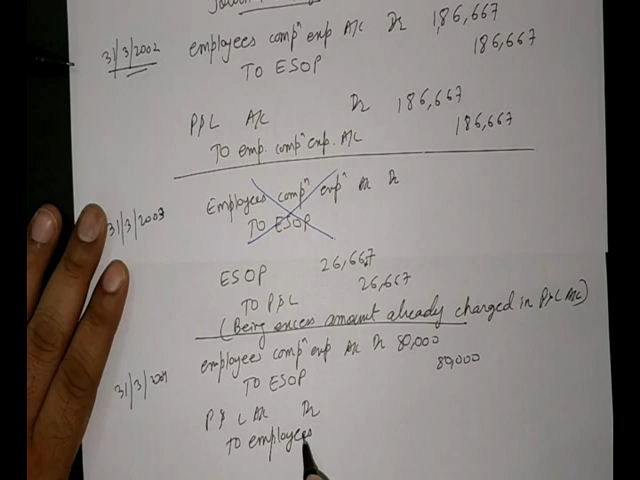 31/3/2002 employees compⁿ exp A/c Dr 186,667
TO ESOP 186,667
P&L A/c Dr 186,667
TO emp. compⁿ exp. A/c 186,667
31/3/2003 Employees compⁿ expⁿ Ac Dr
TO ESOP
ESOP 26,667
TO P&L 26,667
(Being excess amount already charged in P&L A/c)
31/3/2004 employees compⁿ exp Ac Dr 80,000
TO ESOP 80,000
P & L A/c Dr
TO employees